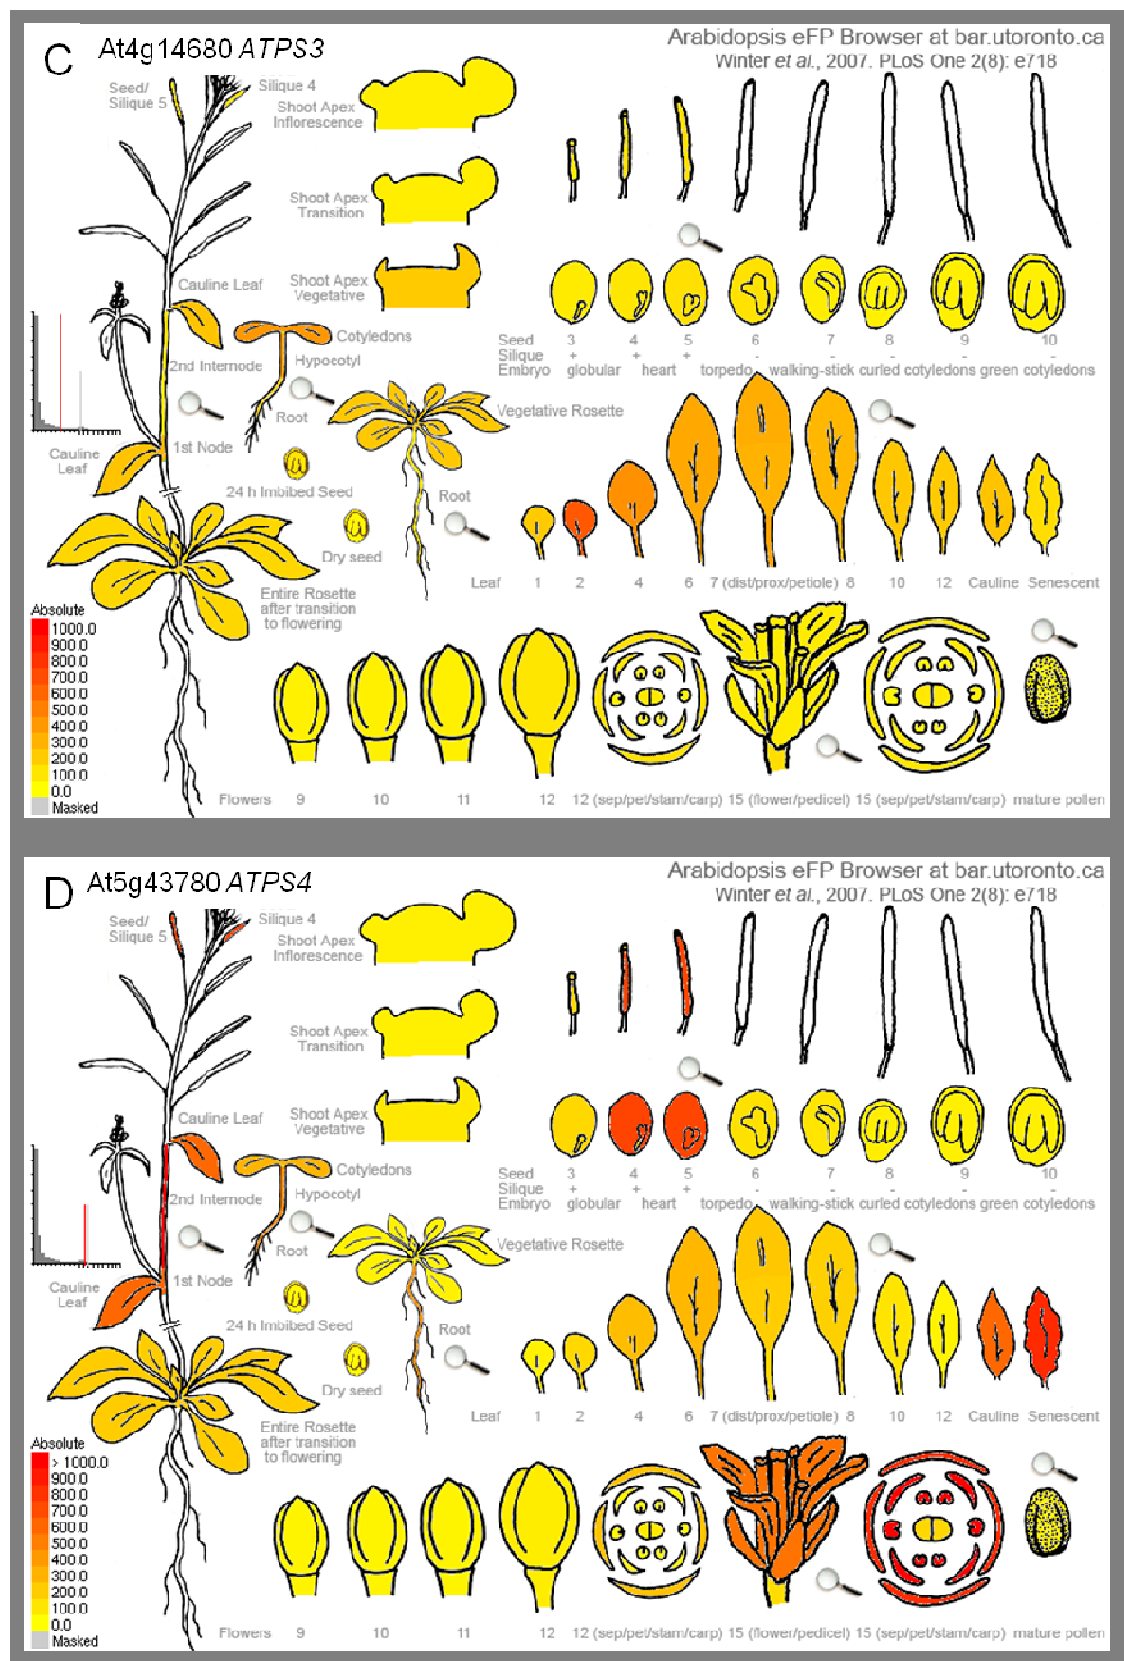 C At4g14680 ATPS3
Arabidopsis eFP Browser at bar.utoronto.ca
Winter et al., 2007. PLoS One 2(8): e718
Seed/
Silique 5
Silique 4
Shoot Apex
Inflorescence
Shoot Apex
Transition
Shoot Apex
Vegetative
Cauline Leaf
Cotyledons
2nd Internode
Hypocotyl
Root
Seed 3 4 5 6 7 8 9 10
Silique + + + - - - - -
Embryo globular heart torpedo walking-stick curled cotyledons green cotyledons
Vegetative Rosette
1st Node
Cauline
Leaf
24 h Imbibed Seed
Root
Dry seed
Leaf 1 2 4 6 7 (dist/prox/petiole) 8 10 12 Cauline Senescent
Entire Rosette
after transition
to flowering
Absolute
1000.0
900.0
800.0
700.0
600.0
500.0
400.0
300.0
200.0
100.0
0.0
Masked
Flowers 9 10 11 12 12 (sep/pet/stam/carp) 15 (flower/pedicel) 15 (sep/pet/stam/carp) mature pollen
D At5g43780 ATPS4
Arabidopsis eFP Browser at bar.utoronto.ca
Winter et al., 2007. PLoS One 2(8): e718
Seed/
Silique 5
Silique 4
Shoot Apex
Inflorescence
Shoot Apex
Transition
Shoot Apex
Vegetative
Cauline Leaf
Cotyledons
2nd Internode
Hypocotyl
Root
Seed 3 4 5 6 7 8 9 10
Silique + + + - - - - -
Embryo globular heart torpedo walking-stick curled cotyledons green cotyledons
Vegetative Rosette
1st Node
Cauline
Leaf
24 h Imbibed Seed
Root
Dry seed
Leaf 1 2 4 6 7 (dist/prox/petiole) 8 10 12 Cauline Senescent
Entire Rosette
after transition
to flowering
Absolute
> 1000.0
900.0
800.0
700.0
600.0
500.0
400.0
300.0
200.0
100.0
0.0
Masked
Flowers 9 10 11 12 12 (sep/pet/stam/carp) 15 (flower/pedicel) 15 (sep/pet/stam/carp) mature pollen